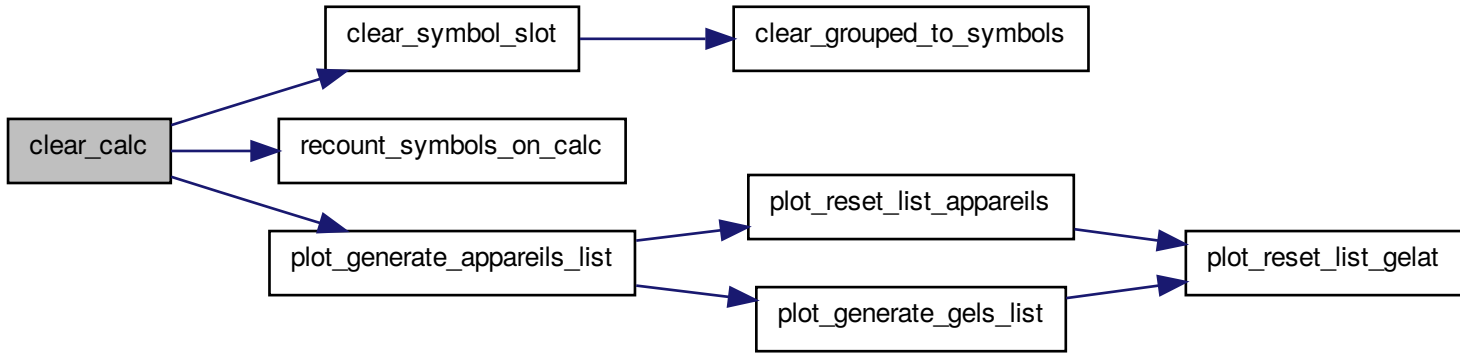 clear_symbol_slot
clear_grouped_to_symbols
clear_calc
recount_symbols_on_calc
plot_generate_appareils_list
plot_reset_list_appareils
plot_generate_gels_list
plot_reset_list_gelat